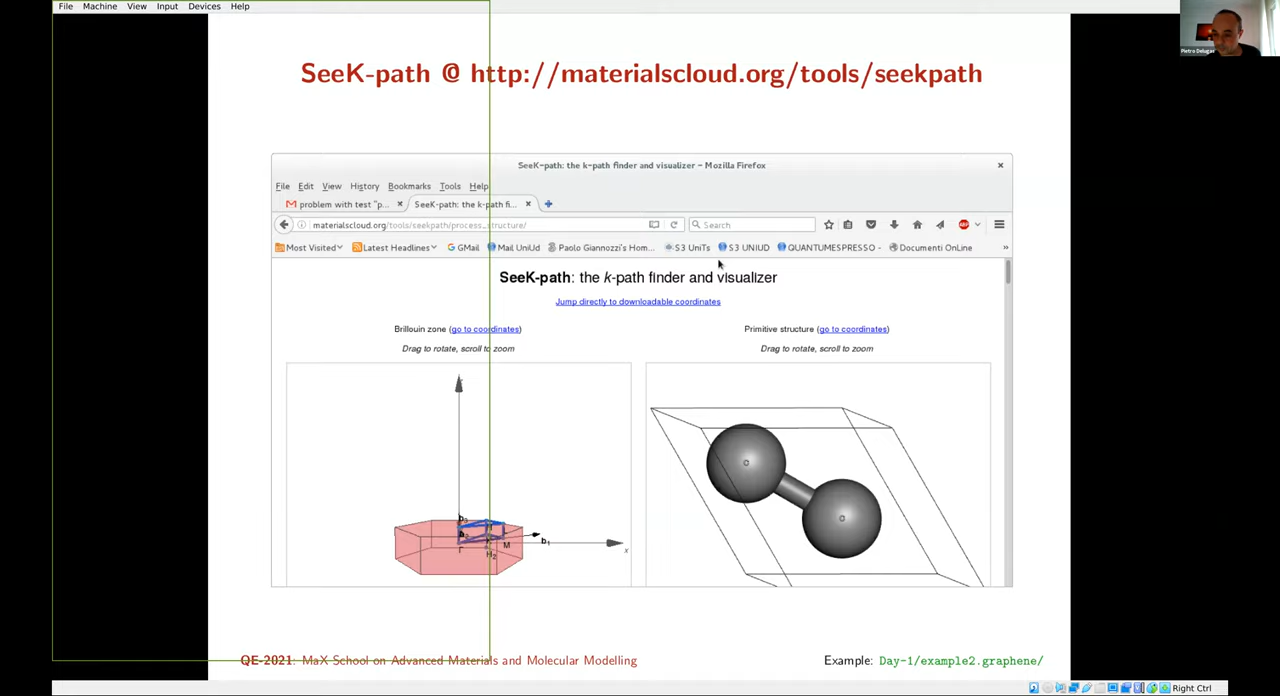 File Machine View Input Devices Help
Pietro Delugas
SeeK-path @ http://materialscloud.org/tools/seekpath
SeeK-path: the k-path finder and visualizer - Mozilla Firefox
File Edit View History Bookmarks Tools Help
problem with test "p... SeeK-path: the k-path fi...
materialscloud.org/tools/seekpath/process_structure/ Search
Most Visited Latest Headlines GMail Mail UniUd Paolo Giannozzi's Hom... S3 UniTs S3 UNIUD QUANTUMESPRESSO - Documenti OnLine »
SeeK-path: the k-path finder and visualizer
Jump directly to downloadable coordinates
Brillouin zone (go to coordinates) Primitive structure (go to coordinates)
Drag to rotate, scroll to zoom Drag to rotate, scroll to zoom
C
C
b3
b1
Γ M
H2
x
QE-2021: MaX School on Advanced Materials and Molecular Modelling Example: Day-1/example2.graphene/
Right Ctrl